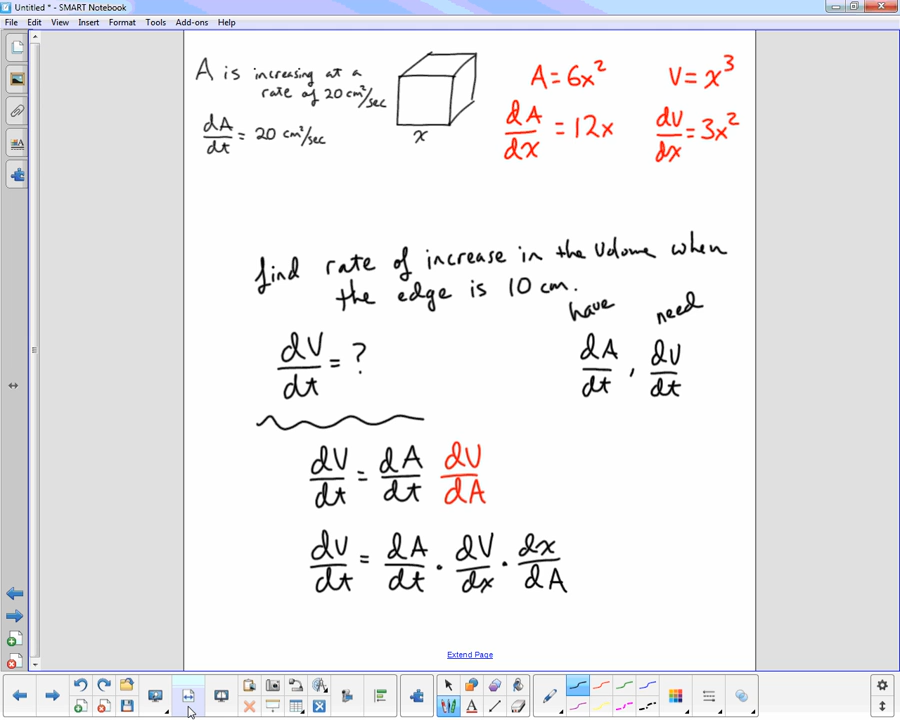 Untitled * - SMART Notebook
File Edit View Insert Format Tools Add-ons Help
A is increasing at a
rate of 20 cm²/sec
dA/dt = 20 cm²/sec
x
A = 6x²
dA/dx = 12x
V = x³
dV/dx = 3x²
find rate of increase in the volume when
the edge is 10 cm.
have need
dV/dt = ?
dA/dt , dV/dt
dV/dt = dA/dt dV/dA
dV/dt = dA/dt · dV/dx · dx/dA
Extend Page